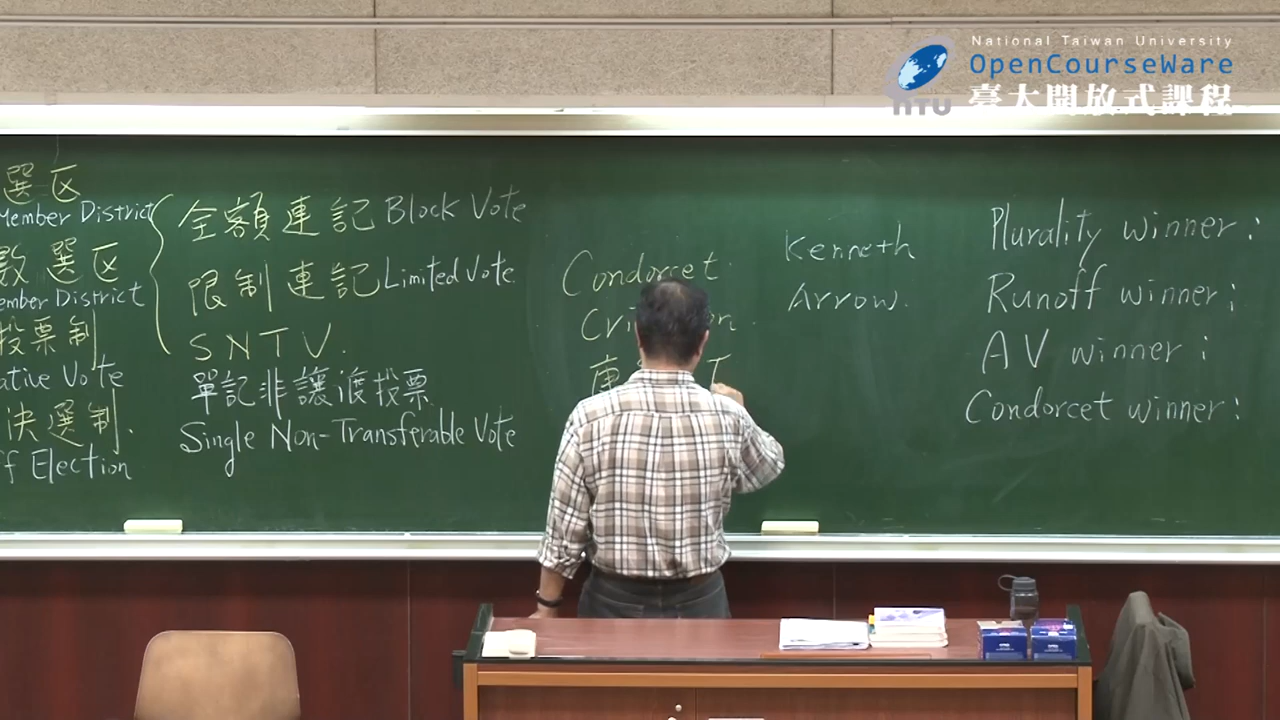 National Taiwan University
OpenCourseWare
臺大開放式課程
NTU
選区
Member District
數選区
ember District
投票制
ative Vote
決選制.
ff Election
全額連記 Block Vote
限制連記 Limited Vote.
SNTV.
單記非讓渡投票
Single Non-Transferable Vote
Condorcet
Kenneth
Arrow.
Plurality winner:
Runoff winner:
AV winner:
Condorcet winner: